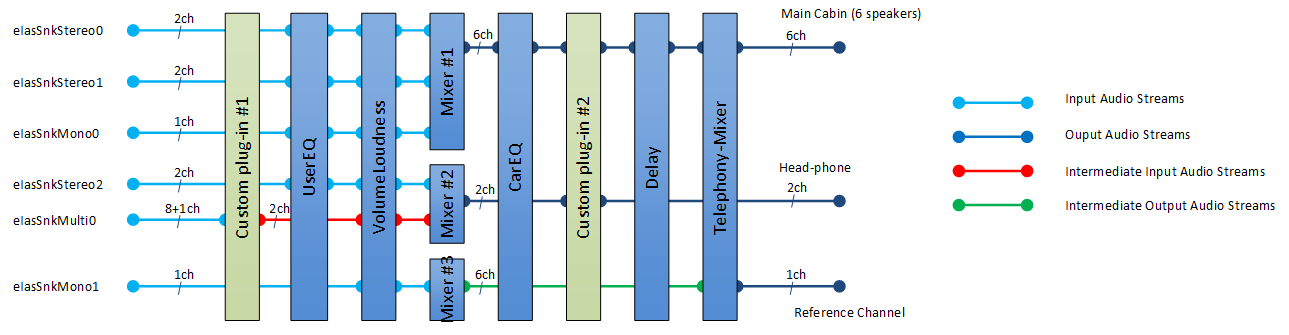 Main Cabin (6 speakers)
elasSnkStereo0
2ch
6ch
6ch
elasSnkStereo1
2ch
elasSnkMono0
1ch
elasSnkStereo2
2ch
Head-phone
2ch
2ch
elasSnkMulti0
8+1ch
2ch
elasSnkMono1
1ch
6ch
1ch
Reference Channel
Custom plug-in #1
UserEQ
VolumeLoudness
Mixer #1
Mixer #2
Mixer #3
CarEQ
Custom plug-in #2
Delay
Telephony-Mixer
Input Audio Streams
Ouput Audio Streams
Intermediate Input Audio Streams
Intermediate Output Audio Streams